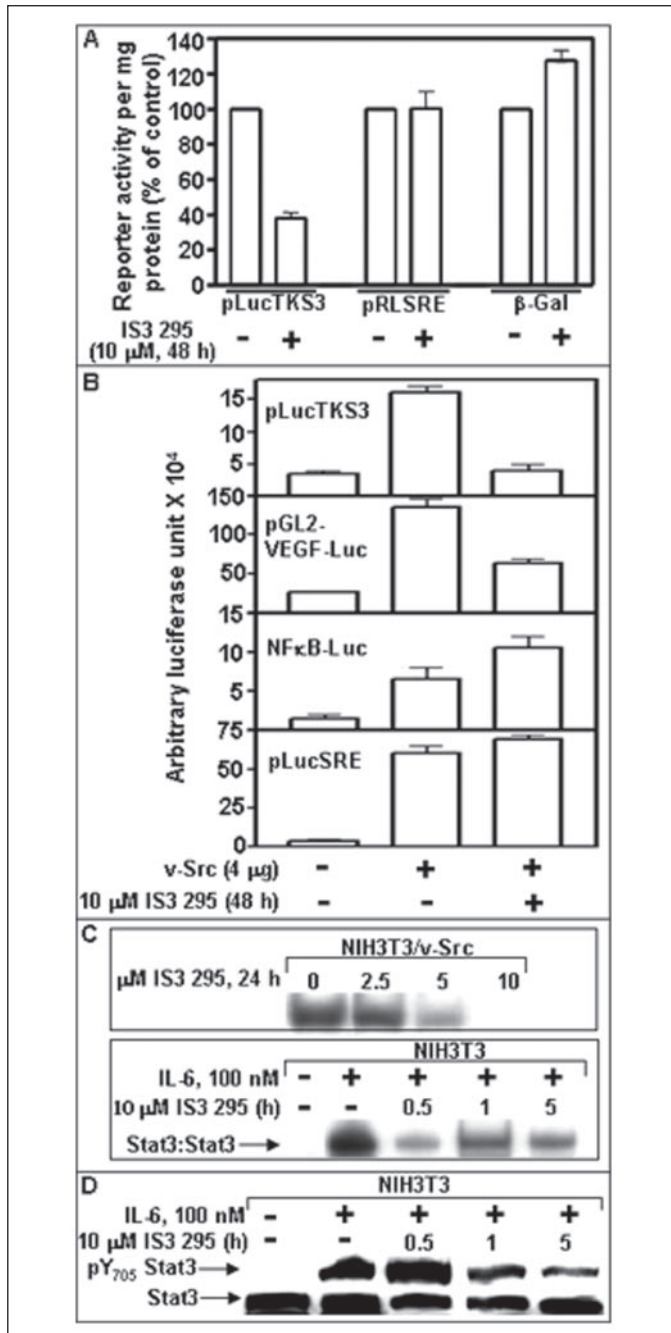 A
Reporter activity per mg
protein (% of control)
140
120
100
80
60
40
20
0
pLucTKS3 pRLSRE β-Gal
IS3 295
(10 µM, 48 h)
- + - + - +
B
Arbitrary luciferase unit X 10⁴
pLucTKS3
15
10
5
150
pGL2-
VEGF-Luc
100
50
15
NFκB-Luc
10
5
75
pLucSRE
50
25
0
v-Src (4 µg) - + +
10 µM IS3 295 (48 h) - - +
C
NIH3T3/v-Src
µM IS3 295, 24 h 0 2.5 5 10
NIH3T3
IL-6, 100 nM - + + + +
10 µM IS3 295 (h) - - 0.5 1 5
Stat3:Stat3
D
NIH3T3
IL-6, 100 nM - + + + +
10 µM IS3 295 (h) - - 0.5 1 5
pY₇₀₅ Stat3
Stat3